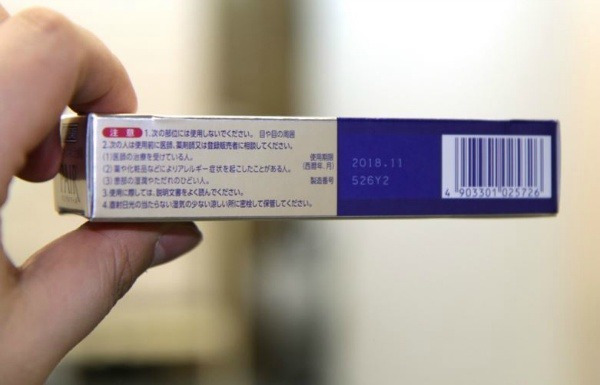 注意 1.次の部位には使用しないでください。 目や目の周囲
2.次の人は使用前に医師、薬剤師又は登録販売者に相談してください。
(1)医師の治療を受けている人。
(2)薬や化粧品などによりアレルギー症状を起こしたことがある人。
(3)患部の湿潤やただれのひどい人。
3.使用に際しては、説明文書をよく読んでください。
4.直射日光の当たらない湿気の少ない涼しい所に密栓して保管してください。
使用期限
(西暦年.月)
2018.11
製造番号
526Y2
4 903301 025726